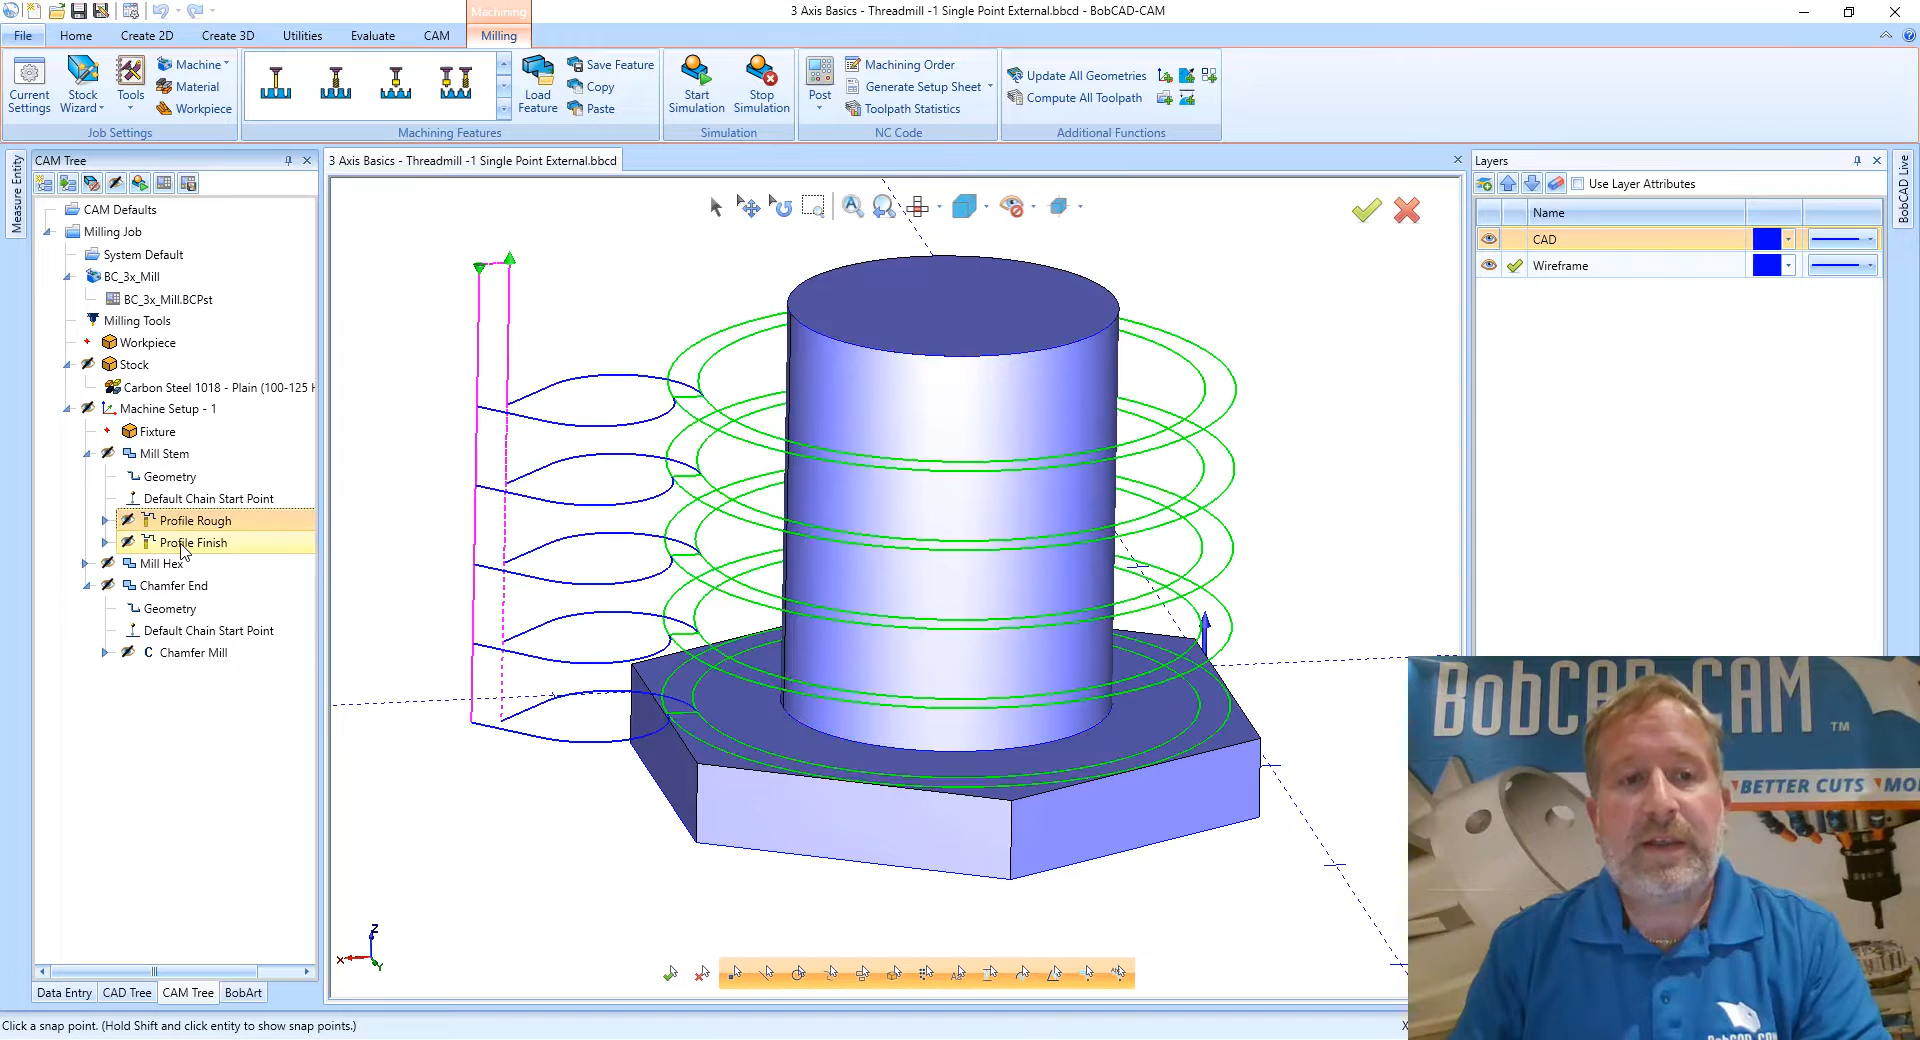 3 Axis Basics - Threadmill -1 Single Point External.bbcd - BobCAD-CAM
Machining
File
Home
Create 2D
Create 3D
Utilities
Evaluate
CAM
Milling
Current Settings
Stock Wizard
Tools
Machine
Material
Workpiece
Job Settings
Load Feature
Save Feature
Copy
Paste
Machining Features
Start Simulation
Stop Simulation
Simulation
Post
Machining Order
Generate Setup Sheet
Toolpath Statistics
NC Code
Update All Geometries
Compute All Toolpath
Additional Functions
Measure Entity
CAM Tree
CAM Defaults
Milling Job
System Default
BC_3x_Mill
BC_3x_Mill.BCPst
Milling Tools
Workpiece
Stock
Carbon Steel 1018 - Plain (100-125 H
Machine Setup - 1
Fixture
Mill Stem
Geometry
Default Chain Start Point
Profile Rough
Profile Finish
Mill Hex
Chamfer End
Geometry
Default Chain Start Point
C Chamfer Mill
Data Entry
CAD Tree
CAM Tree
BobArt
3 Axis Basics - Threadmill -1 Single Point External.bbcd
Z
X
Y
Layers
Use Layer Attributes
Name
CAD
Wireframe
BobCAD Live
BobCAD-CAM
TM
BETTER CUTS
MO
BobCAD CAM
Click a snap point. (Hold Shift and click entity to show snap points.)
X